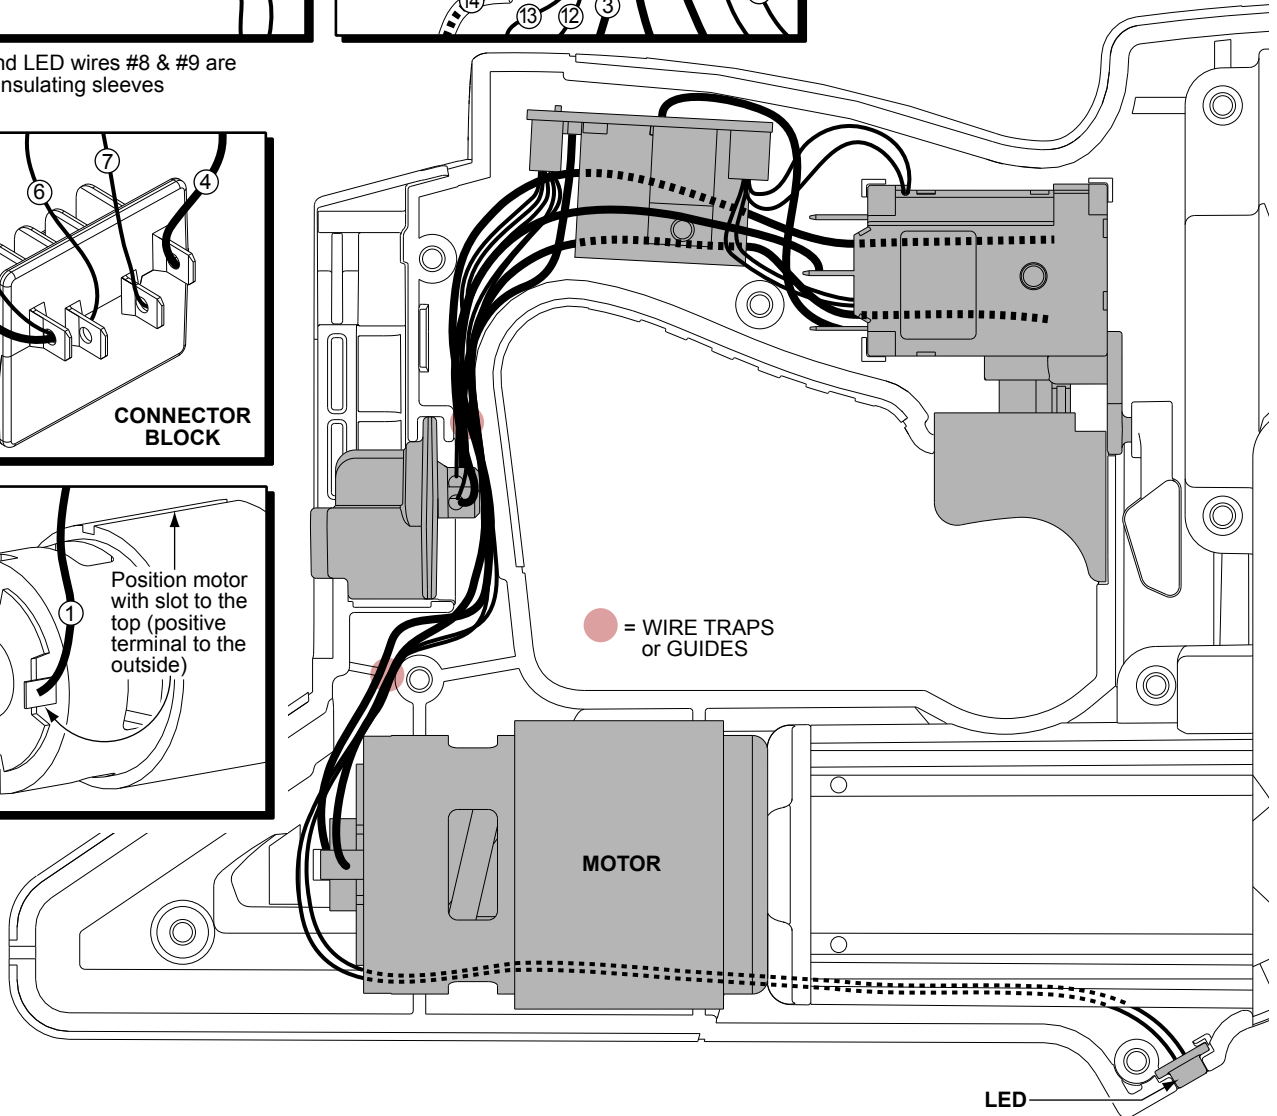 14
13
12
3
nd LED wires #8 & #9 are
nsulating sleeves
7
6
4
CONNECTOR
BLOCK
1
Position motor
with slot to the
top (positive
terminal to the
outside)
= WIRE TRAPS
or GUIDES
MOTOR
LED